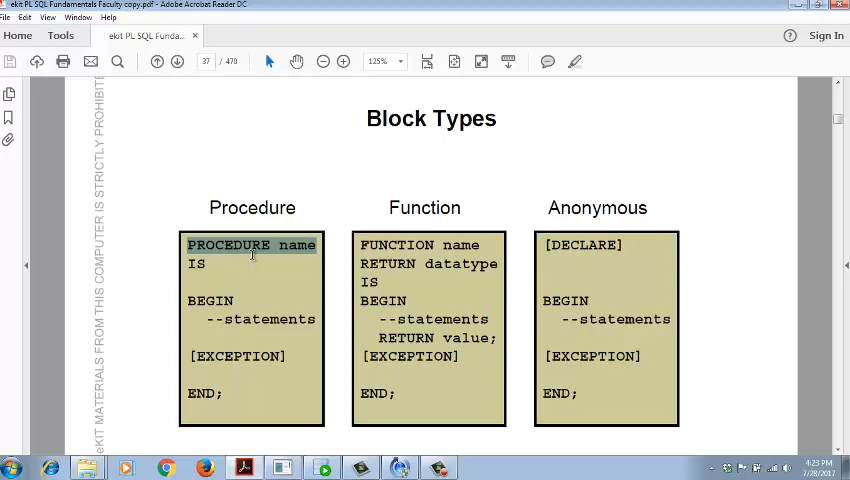 ekit PL SQL Fundamentals Faculty copy.pdf - Adobe Acrobat Reader DC
File Edit View Window Help
Home Tools ekit PL SQL Funda... × ? Sign In
37 / 470 125%
eKIT MATERIALS FROM THIS COMPUTER IS STRICTLY PROHIBITE
Block Types
Procedure
PROCEDURE name
IS
BEGIN
--statements
[EXCEPTION]
END;
Function
FUNCTION name
RETURN datatype
IS
BEGIN
--statements
RETURN value;
[EXCEPTION]
END;
Anonymous
[DECLARE]
BEGIN
--statements
[EXCEPTION]
END;
4:23 PM
7/28/2017